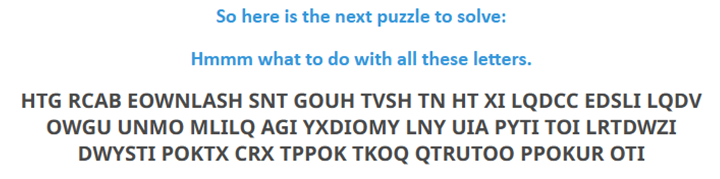 So here is the next puzzle to solve:
Hmmm what to do with all these letters.
HTG RCAB EOWNLASH SNT GOUH TVSH TN HT XI LQDCC EDSLI LQDV
OWGU UNMO MLILQ AGI YXDIOMY LNY UIA PYTI TOI LRTDWZI
DWYSTI POKTX CRX TPPOK TKOQ QTRUTOO PPOKUR OTI